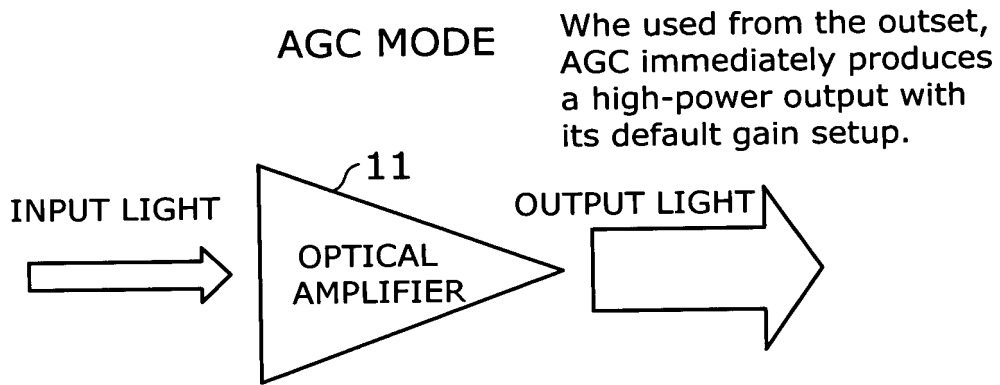 AGC MODE
Whe used from the outset,
AGC immediately produces
a high-power output with
its default gain setup.
11
INPUT LIGHT
OPTICAL
AMPLIFIER
OUTPUT LIGHT